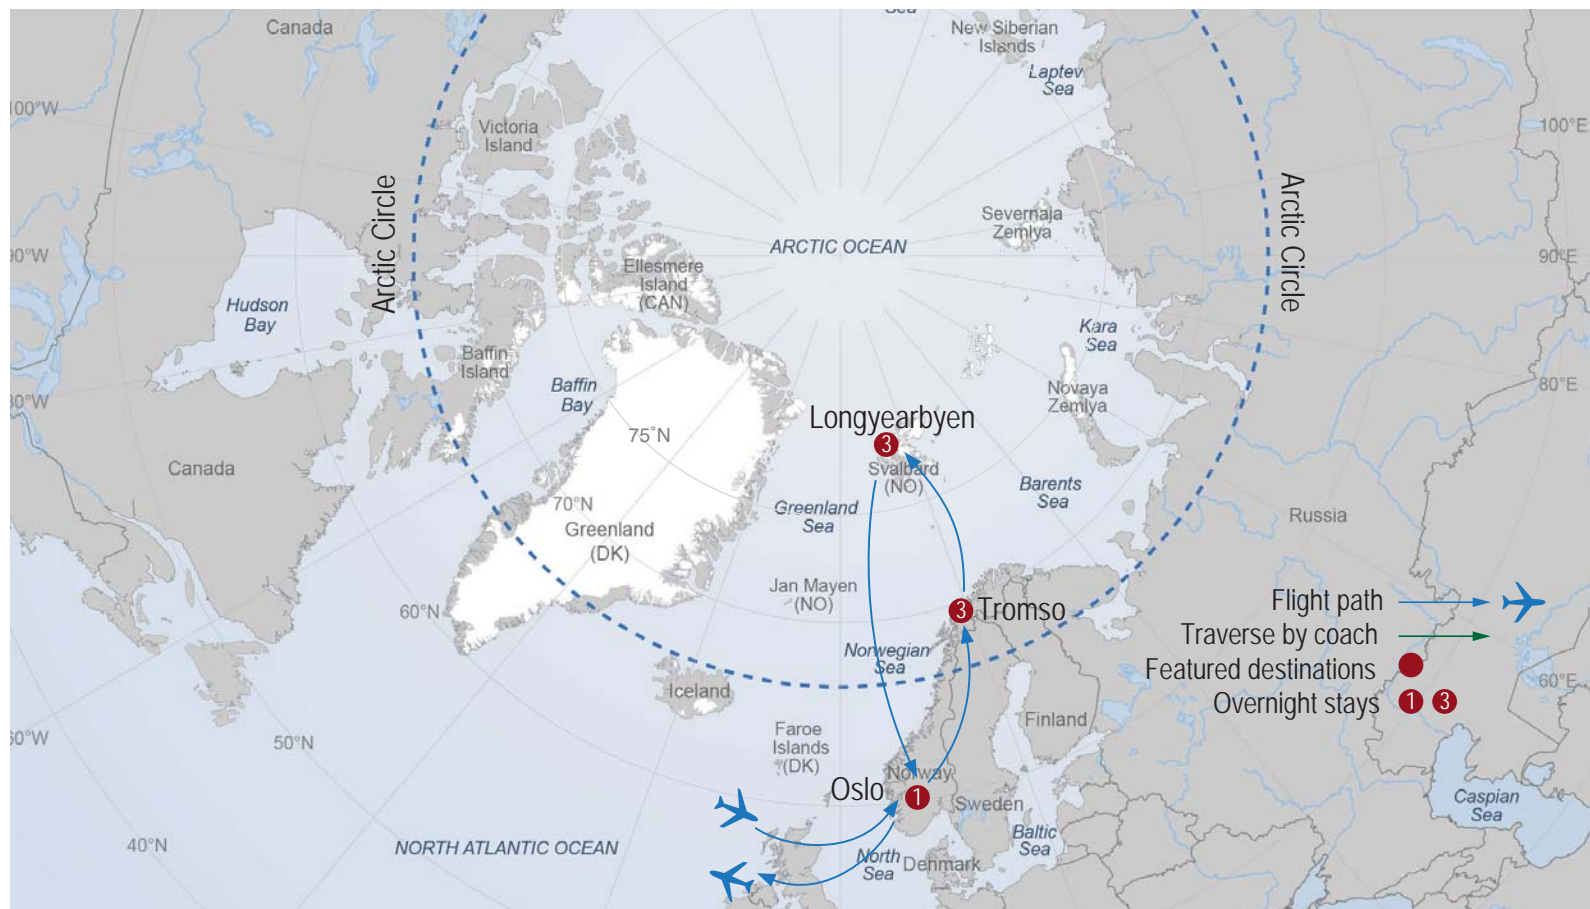 Sea
Canada
New Siberian
Islands
Laptev
Sea
100°W
Victoria
Island
100°E
Arctic Circle
Arctic Circle
Severnaja
Zemlya
ARCTIC OCEAN
90°W
90°E
Ellesmere
Island
(CAN)
Hudson
Bay
Kara
Sea
Baffin
Island
Baffin
Bay
Novaya
Zemlya
80°E
80°W
Longyearbyen
3
75°N
Svalbard
(NO)
Canada
Barents
Sea
70°N
Greenland
Sea
Russia
Greenland
(DK)
Jan Mayen
(NO)
60°N
3 Tromso
Flight path
Traverse by coach
Featured destinations
Overnight stays 1 3
Norwegian
Sea
60°E
Iceland
Finland
Faroe
Islands
(DK)
50°N
Norway
Oslo 1
Sweden
Caspian
Sea
Baltic
Sea
40°N
NORTH ATLANTIC OCEAN
North
Sea
Denmark